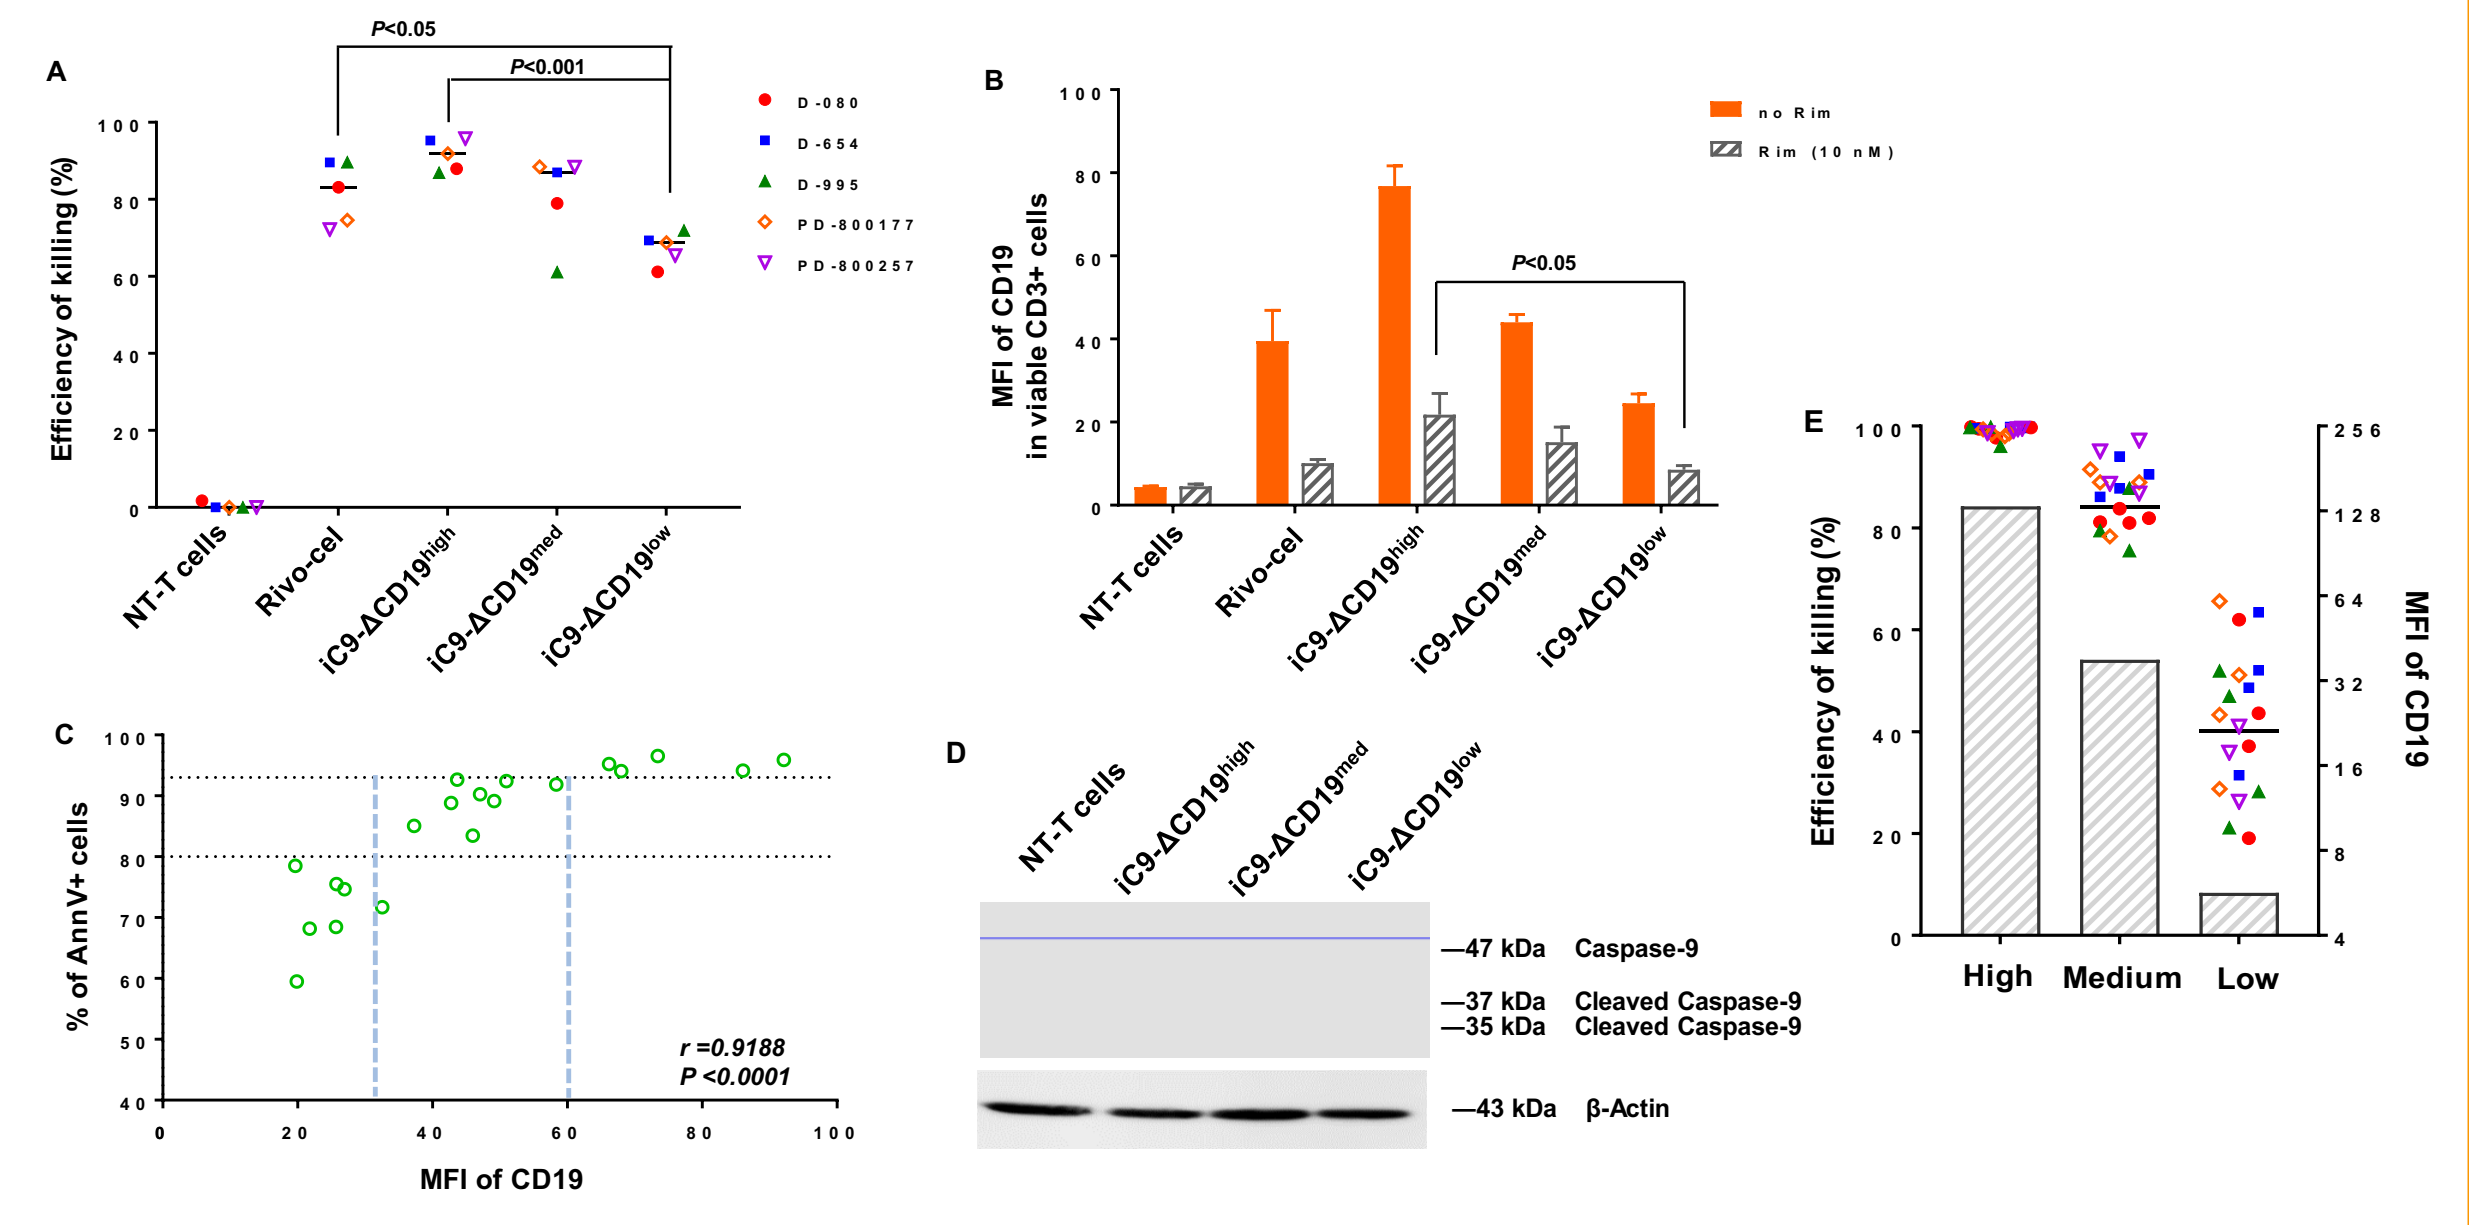 A
P<0.05
P<0.001
Efficiency of killing (%)
100
80
60
40
20
0
NT-T cells
Rivo-cel
iC9-ΔCD19high
iC9-ΔCD19med
iC9-ΔCD19low
D-080
D-654
D-995
PD-800177
PD-800257
B
MFI of CD19
in viable CD3+ cells
100
80
60
40
20
0
P<0.05
no Rim
Rim (10 nM)
NT-T cells
Rivo-cel
iC9-ΔCD19high
iC9-ΔCD19med
iC9-ΔCD19low
C
% of AnnV+ cells
100
90
80
70
60
50
40
0
20
40
60
80
100
MFI of CD19
r =0.9188
P <0.0001
D
NT-T cells
iC9-ΔCD19high
iC9-ΔCD19med
iC9-ΔCD19low
—47 kDa Caspase-9
—37 kDa Cleaved Caspase-9
—35 kDa Cleaved Caspase-9
—43 kDa β-Actin
E
Efficiency of killing (%)
100
80
60
40
20
0
256
128
64
32
16
8
4
MFI of CD19
High
Medium
Low